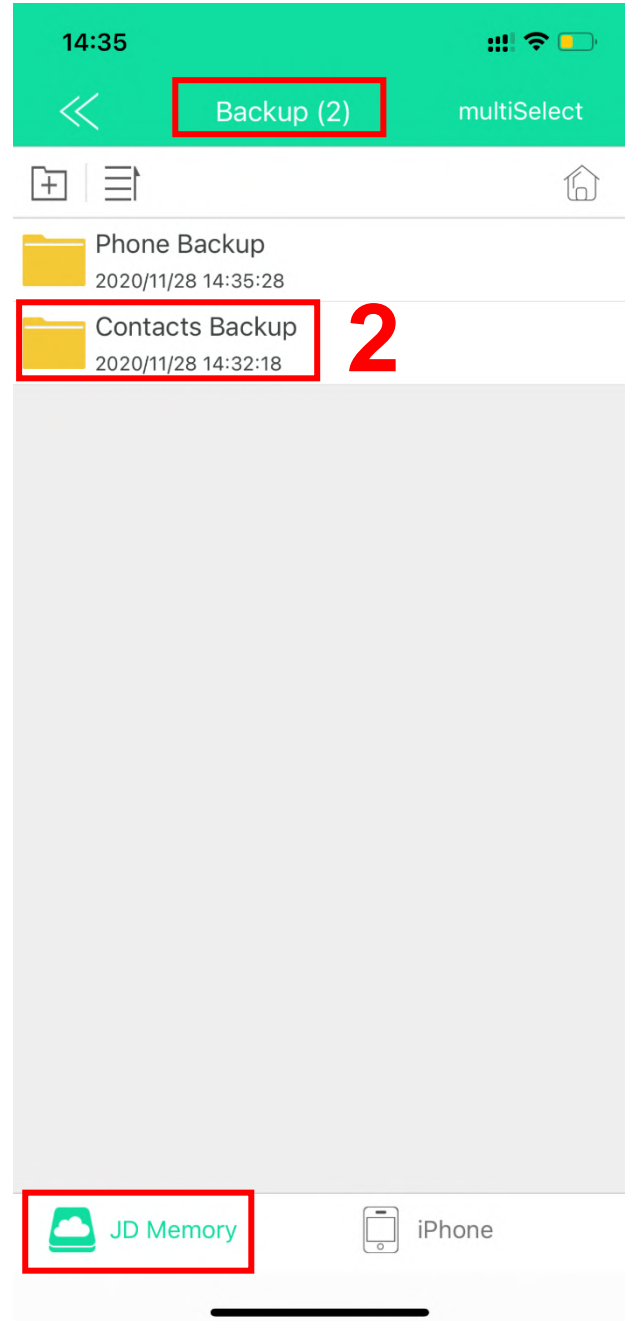 14:35
Backup (2)
multiSelect
Phone Backup
2020/11/28 14:35:28
Contacts Backup
2020/11/28 14:32:18
2
JD Memory
iPhone